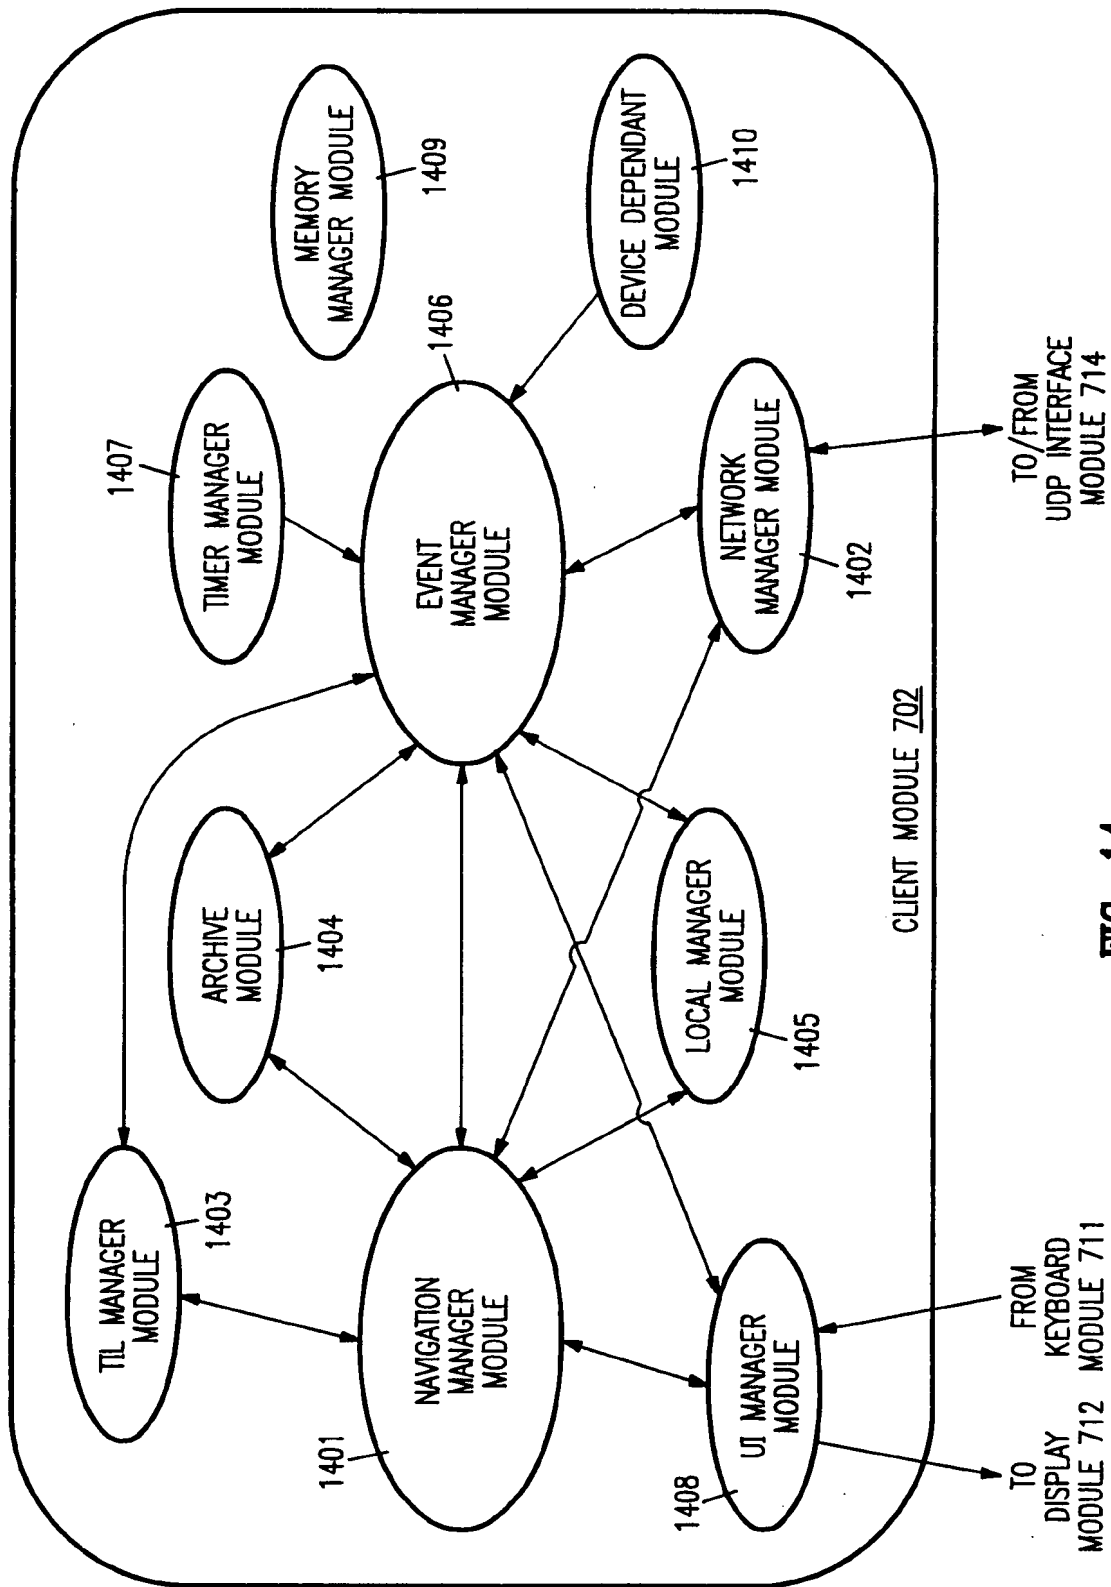 TIL MANAGER
MODULE
1403
ARCHIVE
MODULE
1404
1407
TIMER MANAGER
MODULE
MEMORY
MANAGER MODULE
1409
1401
NAVIGATION
MANAGER
MODULE
EVENT
MANAGER
MODULE
1406
1408
UI MANAGER
MODULE
LOCAL MANAGER
MODULE
1405
NETWORK
MANAGER MODULE
1402
DEVICE DEPENDANT
MODULE
1410
CLIENT MODULE 702
TO
DISPLAY
MODULE 712
FROM
KEYBOARD
MODULE 711
TO/FROM
UDP INTERFACE
MODULE 714